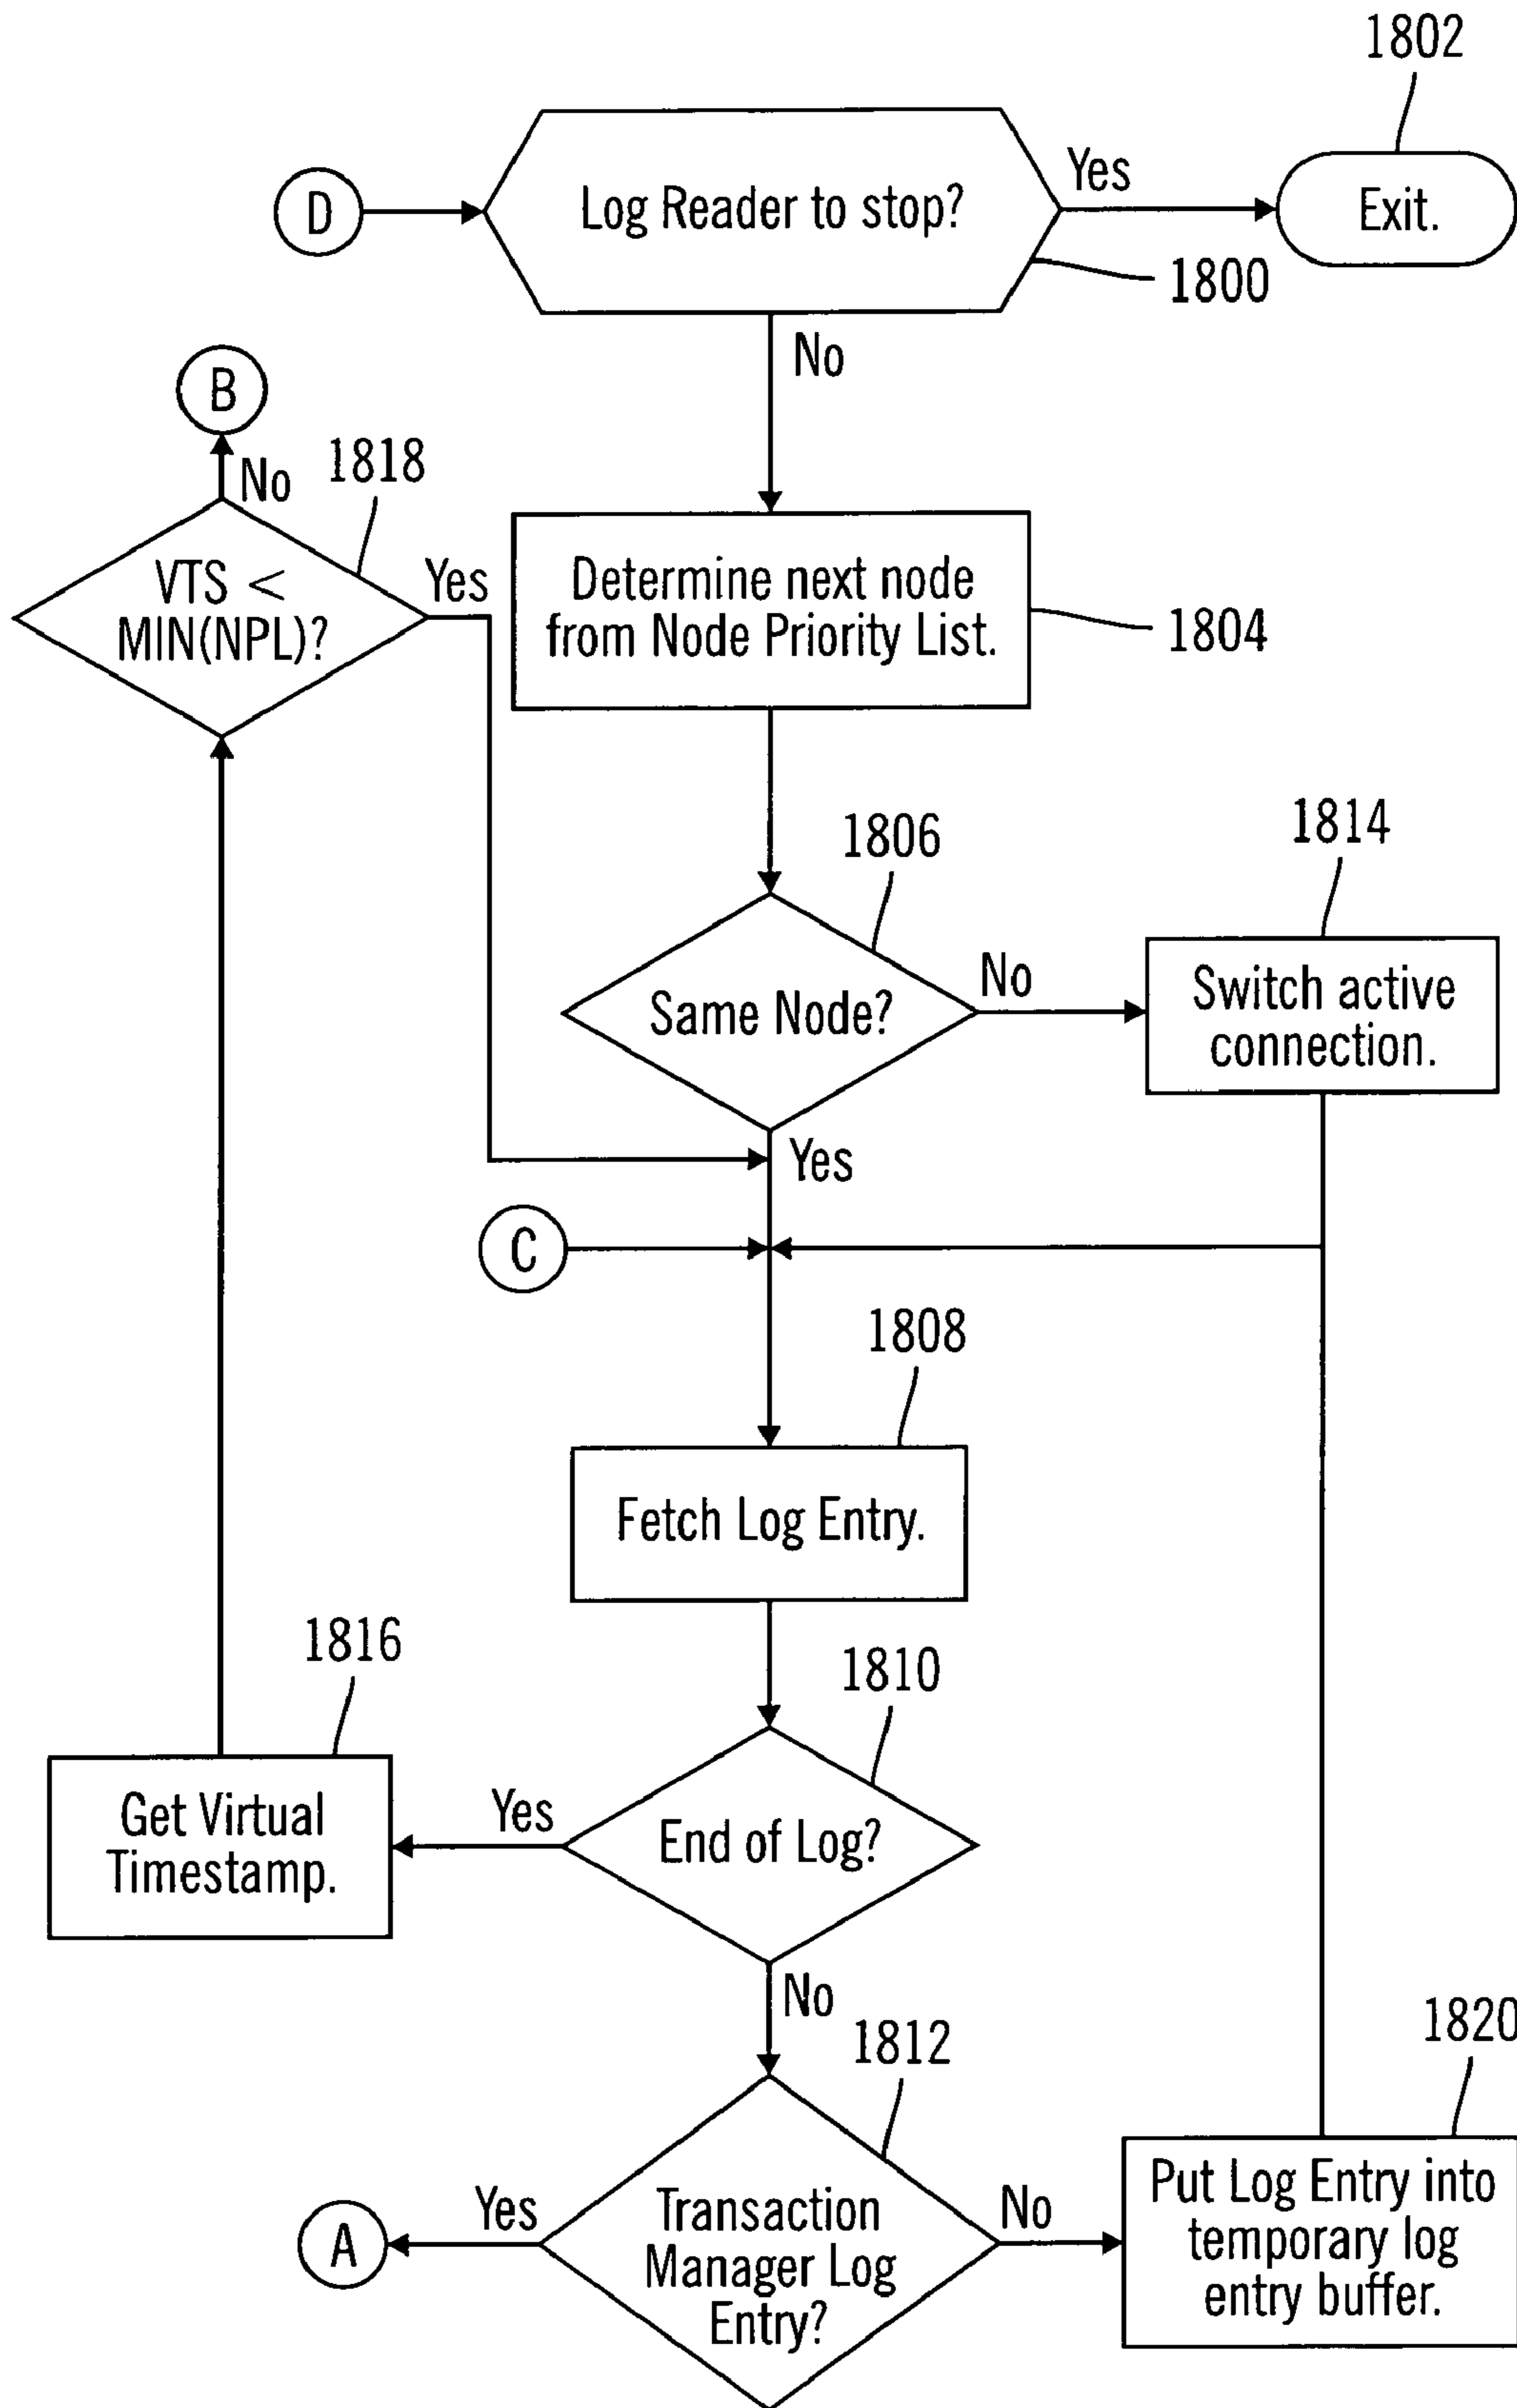 1802
Log Reader to stop?
Yes
Exit.
D
1800
No
B
No
1818
VTS <
MIN(NPL)?
Yes
Determine next node
from Node Priority List.
1804
1806
1814
Same Node?
No
Switch active
connection.
Yes
C
1808
Fetch Log Entry.
1816
1810
Get Virtual
Timestamp.
Yes
End of Log?
No
1812
1820
A
Yes
Transaction
Manager Log
Entry?
No
Put Log Entry into
temporary log
entry buffer.